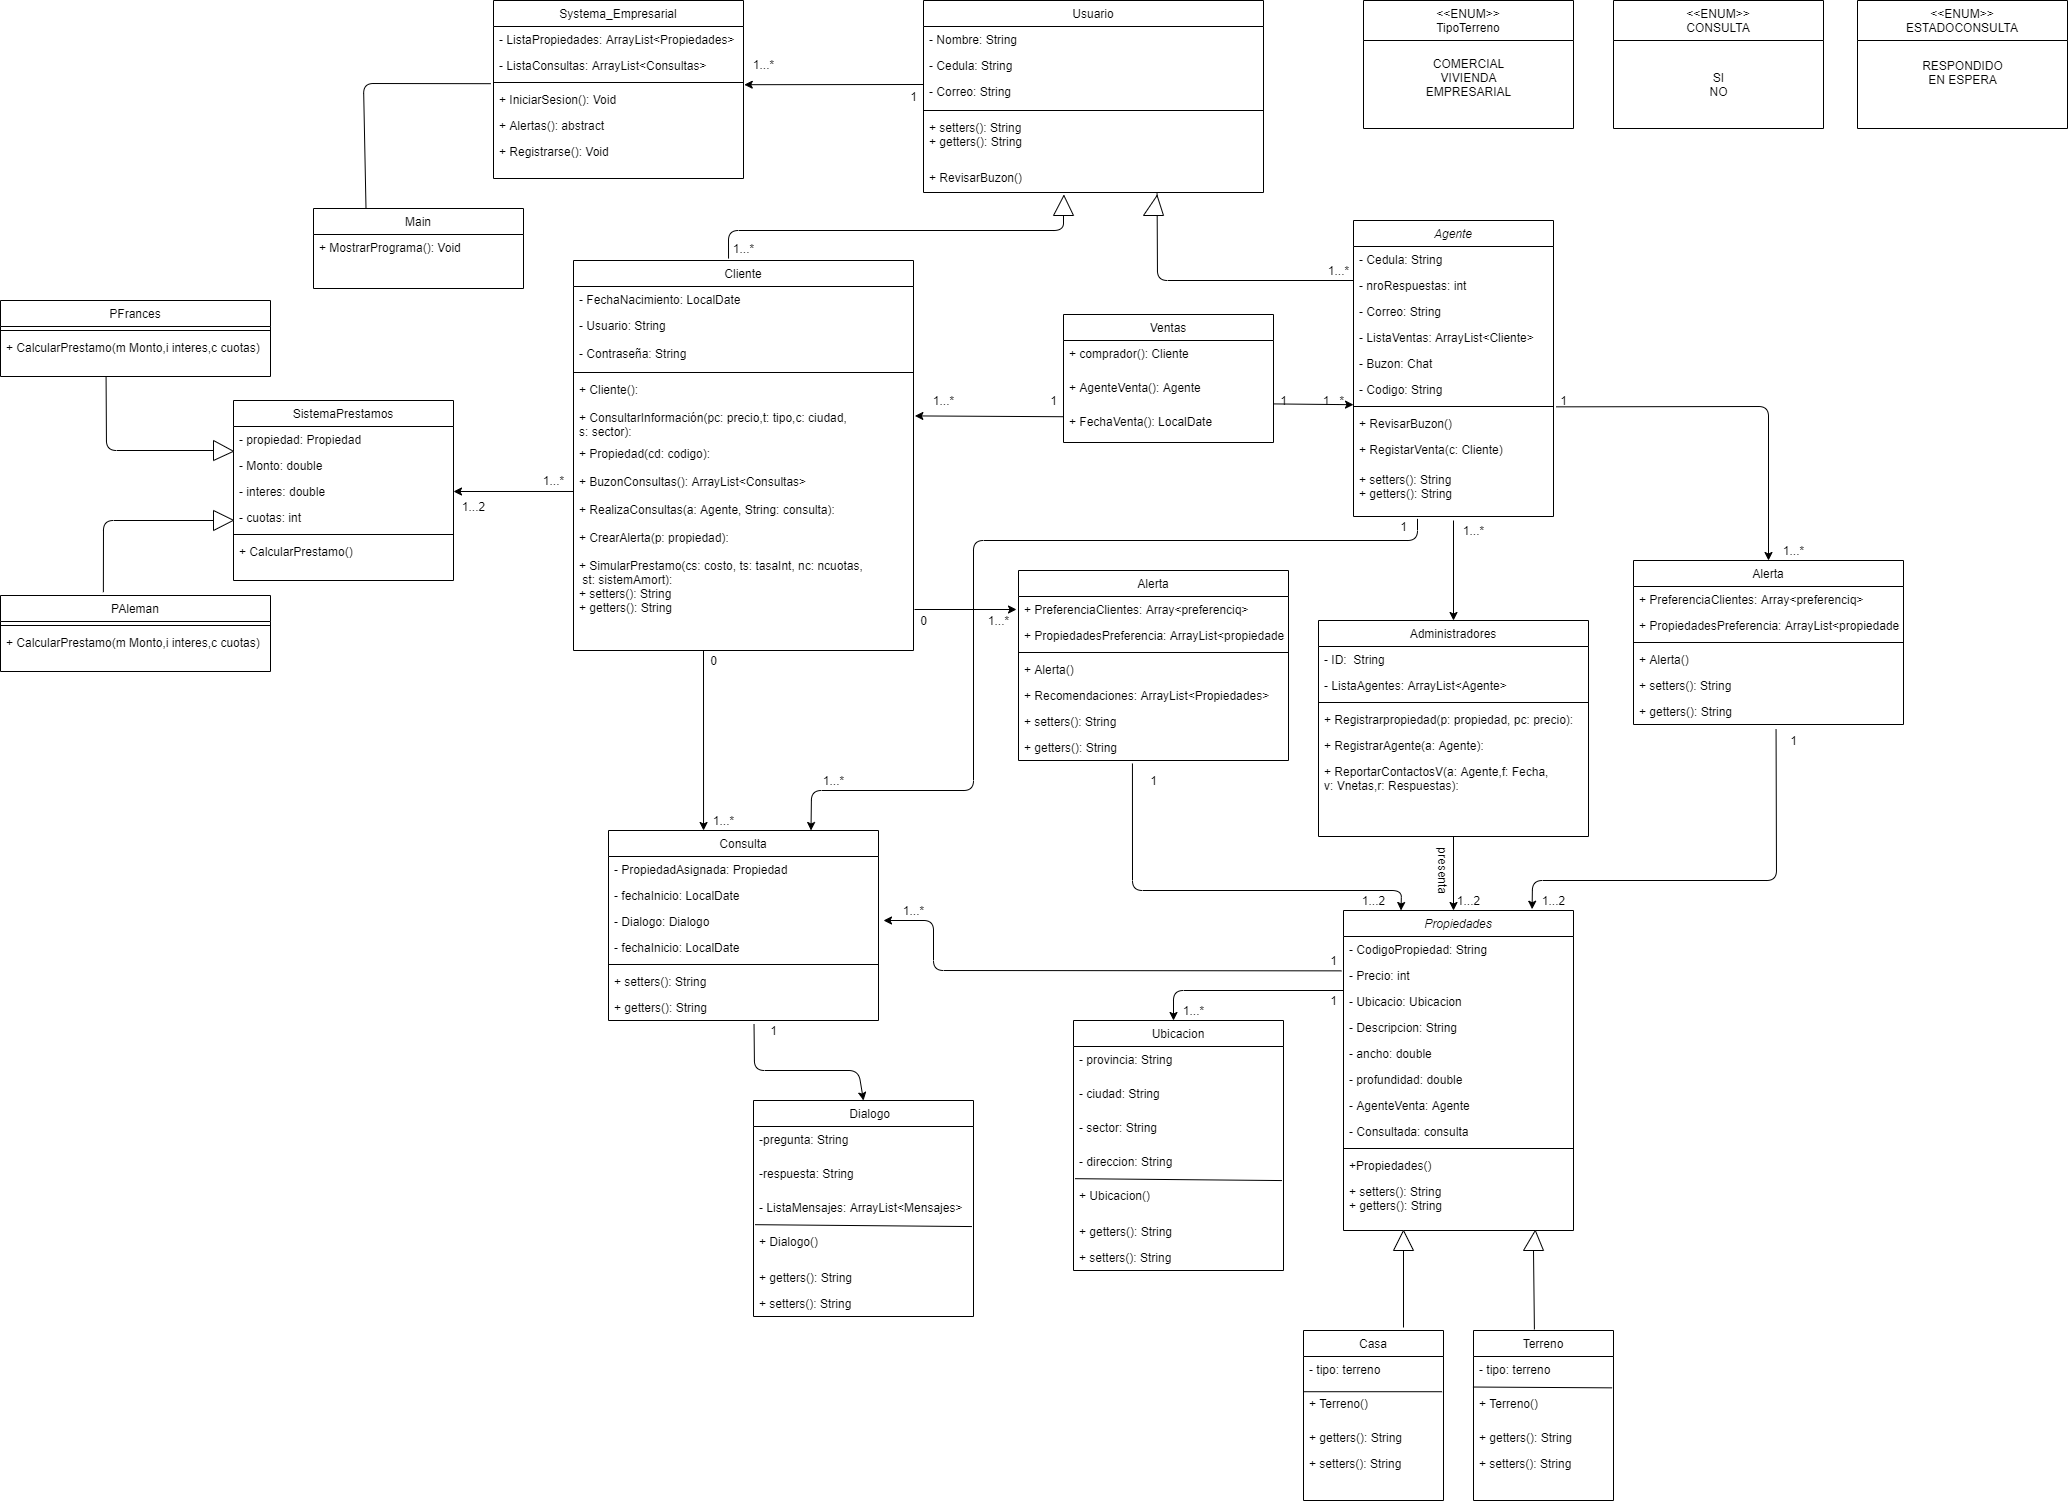 Systema_Empresarial
- ListaPropiedades: ArrayList<Propiedades>
- ListaConsultas: ArrayList<Consultas>
+ IniciarSesion(): Void
+ Alertas(): abstract
+ Registrarse(): Void
1...*
1
Usuario
- Nombre: String
- Cedula: String
- Correo: String
+ setters(): String
+ getters(): String
+ RevisarBuzon()
<<ENUM>>
TipoTerreno
COMERCIAL
VIVIENDA
EMPRESARIAL
<<ENUM>>
CONSULTA
SI
NO
<<ENUM>>
ESTADOCONSULTA
RESPONDIDO
EN ESPERA
Main
+ MostrarPrograma(): Void
1...*
Cliente
- FechaNacimiento: LocalDate
- Usuario: String
- Contraseña: String
+ Cliente():
+ ConsultarInformación(pc: precio,t: tipo,c: ciudad,
s: sector):
+ Propiedad(cd: codigo):
+ BuzonConsultas(): ArrayList<Consultas>
+ RealizaConsultas(a: Agente, String: consulta):
+ CrearAlerta(p: propiedad):
+ SimularPrestamo(cs: costo, ts: tasaInt, nc: ncuotas,
st: sistemAmort):
+ setters(): String
+ getters(): String
1...*
Agente
- Cedula: String
- nroRespuestas: int
- Correo: String
- ListaVentas: ArrayList<Cliente>
- Buzon: Chat
- Codigo: String
+ RevisarBuzon()
+ RegistarVenta(c: Cliente)
+ setters(): String
+ getters(): String
PFrances
+ CalcularPrestamo(m Monto,i interes,c cuotas)
SistemaPrestamos
- propiedad: Propiedad
- Monto: double
- interes: double
- cuotas: int
+ CalcularPrestamo()
PAleman
+ CalcularPrestamo(m Monto,i interes,c cuotas)
1...*
1...2
Ventas
+ comprador(): Cliente
+ AgenteVenta(): Agente
+ FechaVenta(): LocalDate
1...*
1
1
1...*
1
1...*
1
1...*
0
1...*
Alerta
+ PreferenciaClientes: Array<preferenciq>
+ PropiedadesPreferencia: ArrayList<propiedade
+ Alerta()
+ Recomendaciones: ArrayList<Propiedades>
+ setters(): String
+ getters(): String
Administradores
- ID:  String
- ListaAgentes: ArrayList<Agente>
+ Registrarpropiedad(p: propiedad, pc: precio):
+ RegistrarAgente(a: Agente):
+ ReportarContactosV(a: Agente,f: Fecha,
v: Vnetas,r: Respuestas):
Alerta
+ PreferenciaClientes: Array<preferenciq>
+ PropiedadesPreferencia: ArrayList<propiedade
+ Alerta()
+ setters(): String
+ getters(): String
0
1...*
1...*
1
1
presenta
1...2
1...2
1...2
Consulta
- PropiedadAsignada: Propiedad
- fechaInicio: LocalDate
- Dialogo: Dialogo
- fechaInicio: LocalDate
+ setters(): String
+ getters(): String
1...*
1
1
1...*
1
Propiedades
- CodigoPropiedad: String
- Precio: int
- Ubicacio: Ubicacion
- Descripcion: String
- ancho: double
- profundidad: double
- AgenteVenta: Agente
- Consultada: consulta
+Propiedades()
+ setters(): String
+ getters(): String
Ubicacion
- provincia: String
- ciudad: String
- sector: String
- direccion: String
+ Ubicacion()
+ getters(): String
+ setters(): String
Dialogo
-pregunta: String
-respuesta: String
- ListaMensajes: ArrayList<Mensajes>
+ Dialogo()
+ getters(): String
+ setters(): String
Casa
- tipo: terreno
+ Terreno()
+ getters(): String
+ setters(): String
Terreno
- tipo: terreno
+ Terreno()
+ getters(): String
+ setters(): String